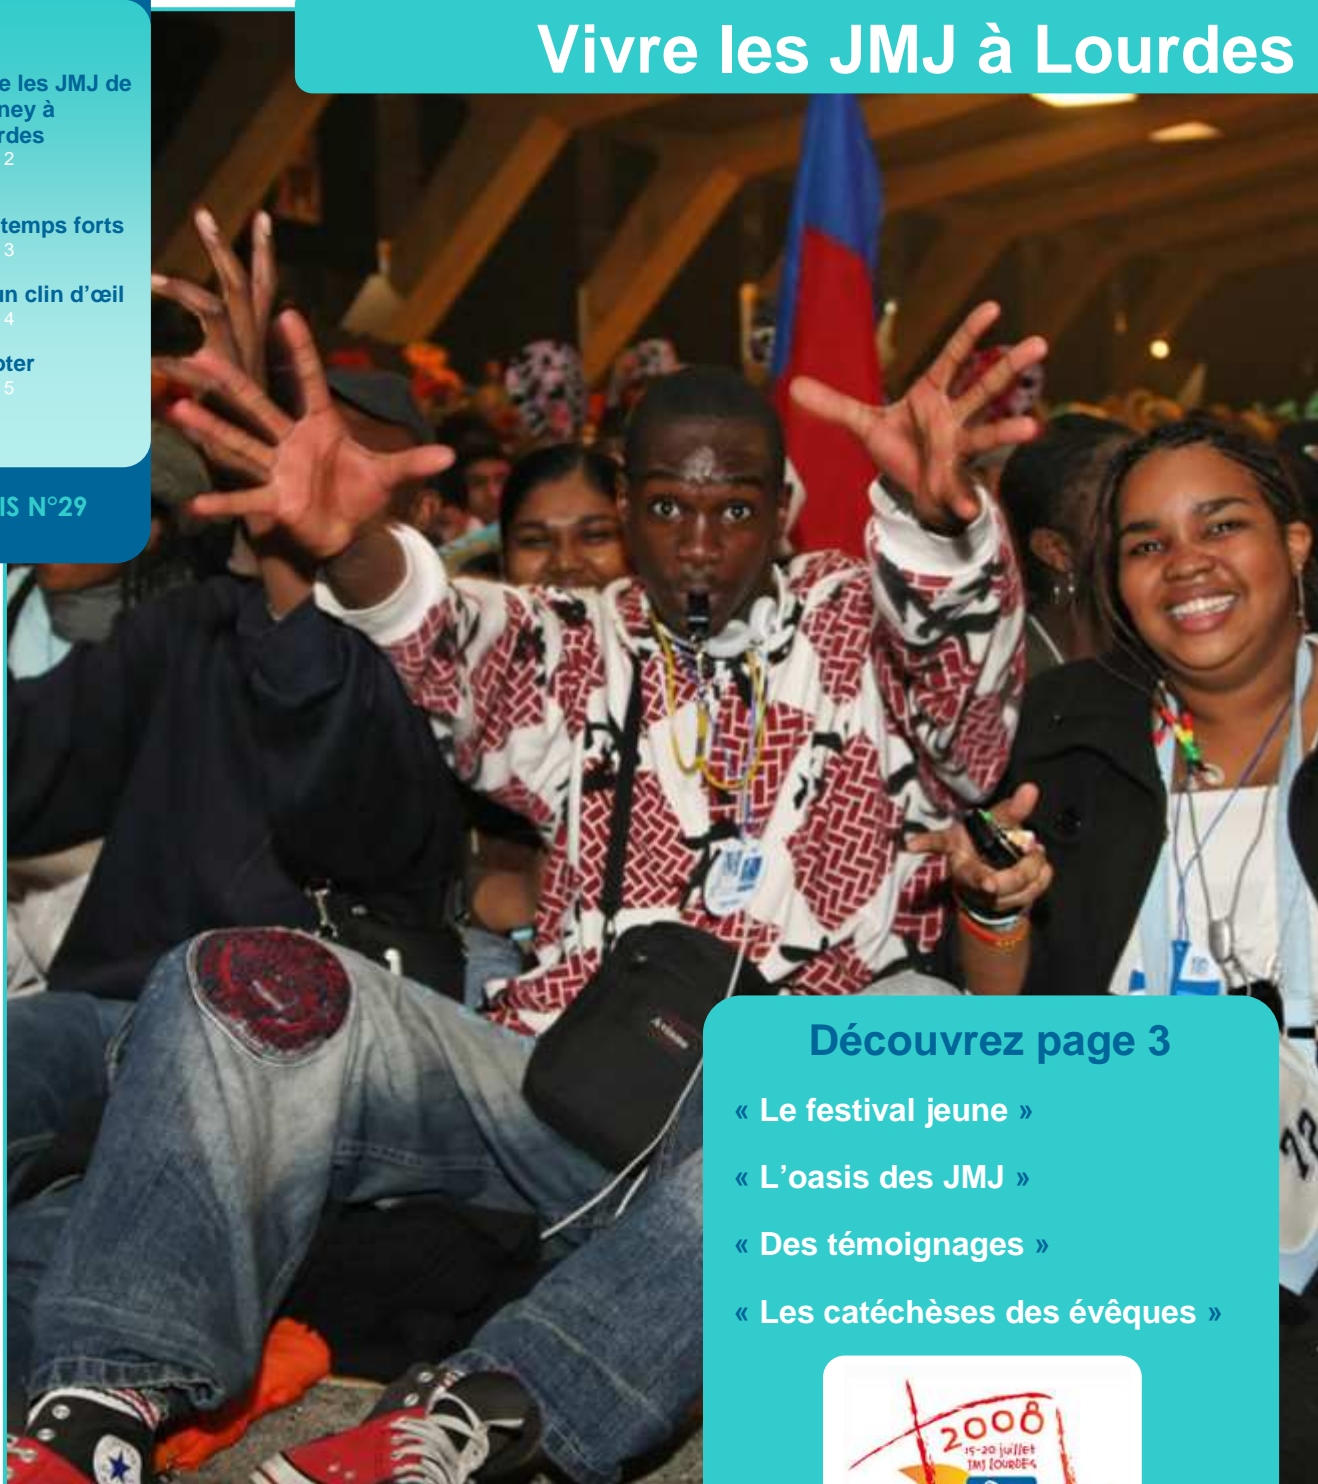 Vivre les JMJ à Lourdes
e les JMJ de
ney à
rdes
2
temps forts
3
un clin d’œil
4
oter
5
IS N°29
Découvrez page 3
« Le festival jeune »
« L’oasis des JMJ »
« Des témoignages »
« Les catéchèses des évêques »
2008
15-20 juillet
JMJ LOURDES